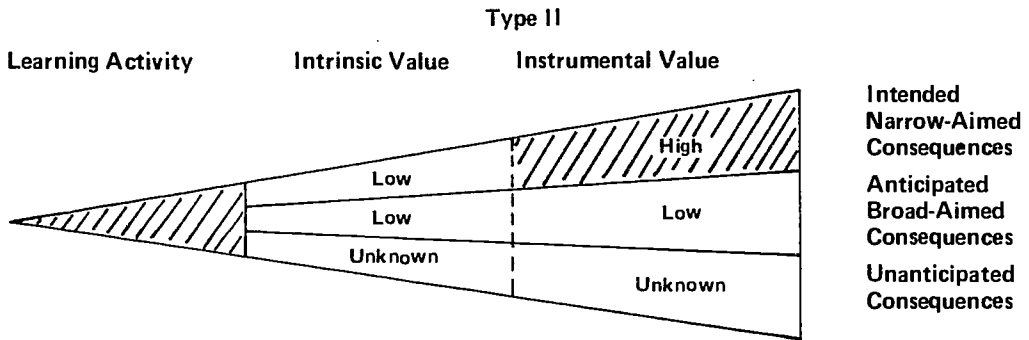 Type II
Learning Activity Intrinsic Value Instrumental Value
Intended
Narrow-Aimed
Consequences
High
Low
Anticipated
Broad-Aimed
Consequences
Low
Low
Unknown
Unanticipated
Consequences
Unknown